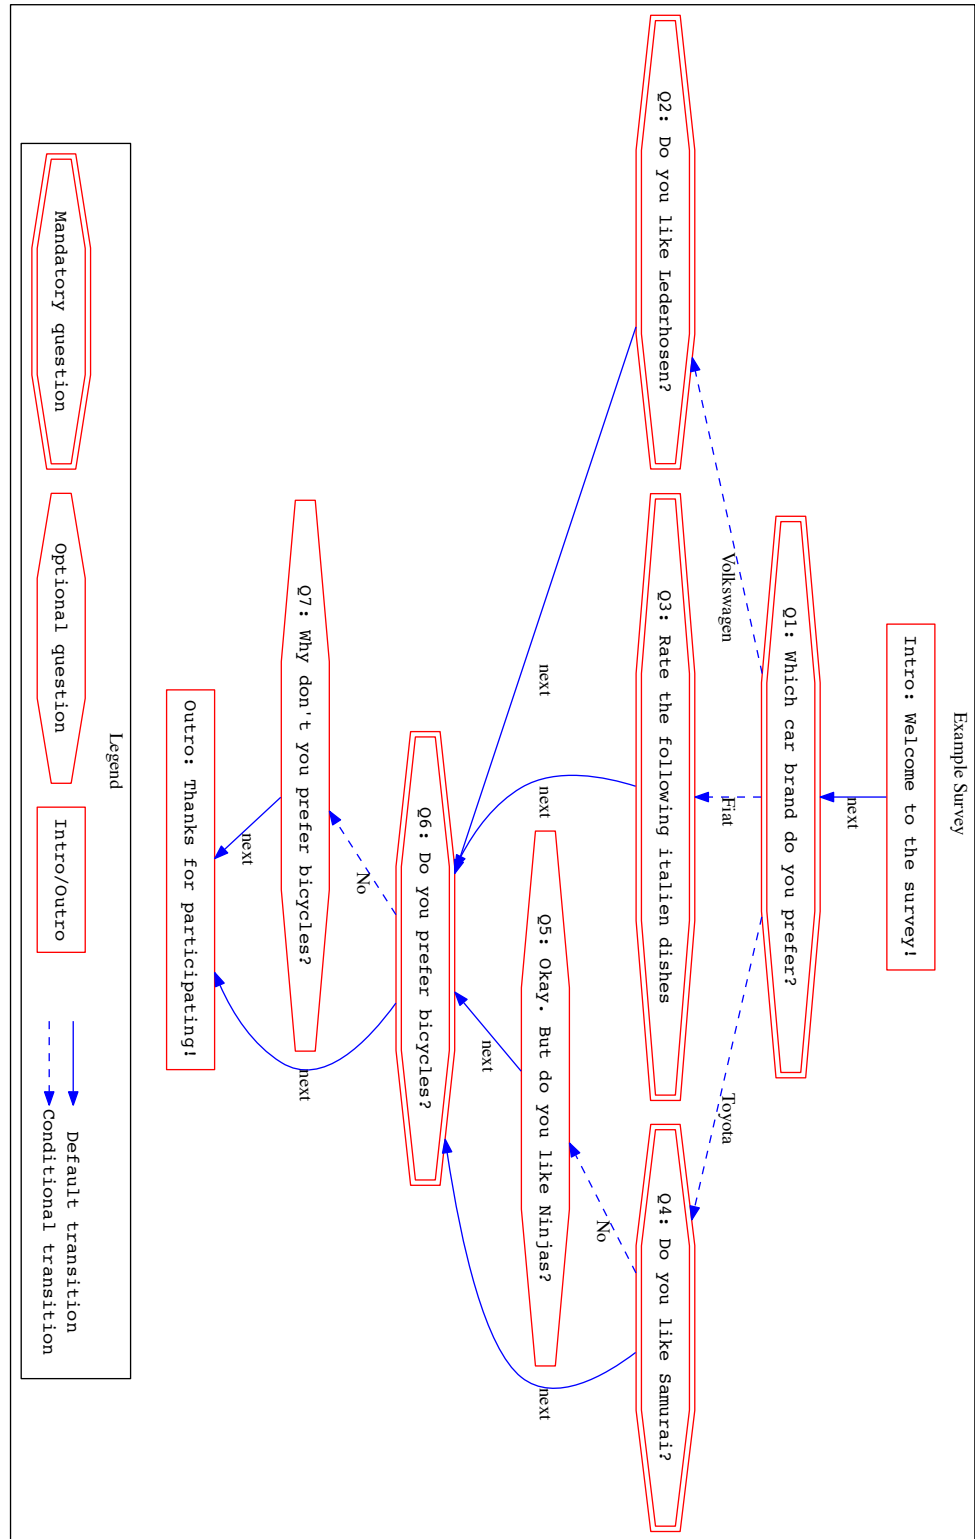 Example Survey
Intro: Welcome to the survey!
next
Q1: Which car brand do you prefer?
Volkswagen
Fiat
Toyota
Q2: Do you like Lederhosen?
Q3: Rate the following italien dishes
Q4: Do you like Samurai?
No
next
next
Q5: Okay. But do you like Ninjas?
next
next
Q6: Do you prefer bicycles?
No
Q7: Why don't you prefer bicycles?
next
next
Outro: Thanks for participating!
Legend
Mandatory question
Optional question
Intro/Outro
Default transition
Conditional transition